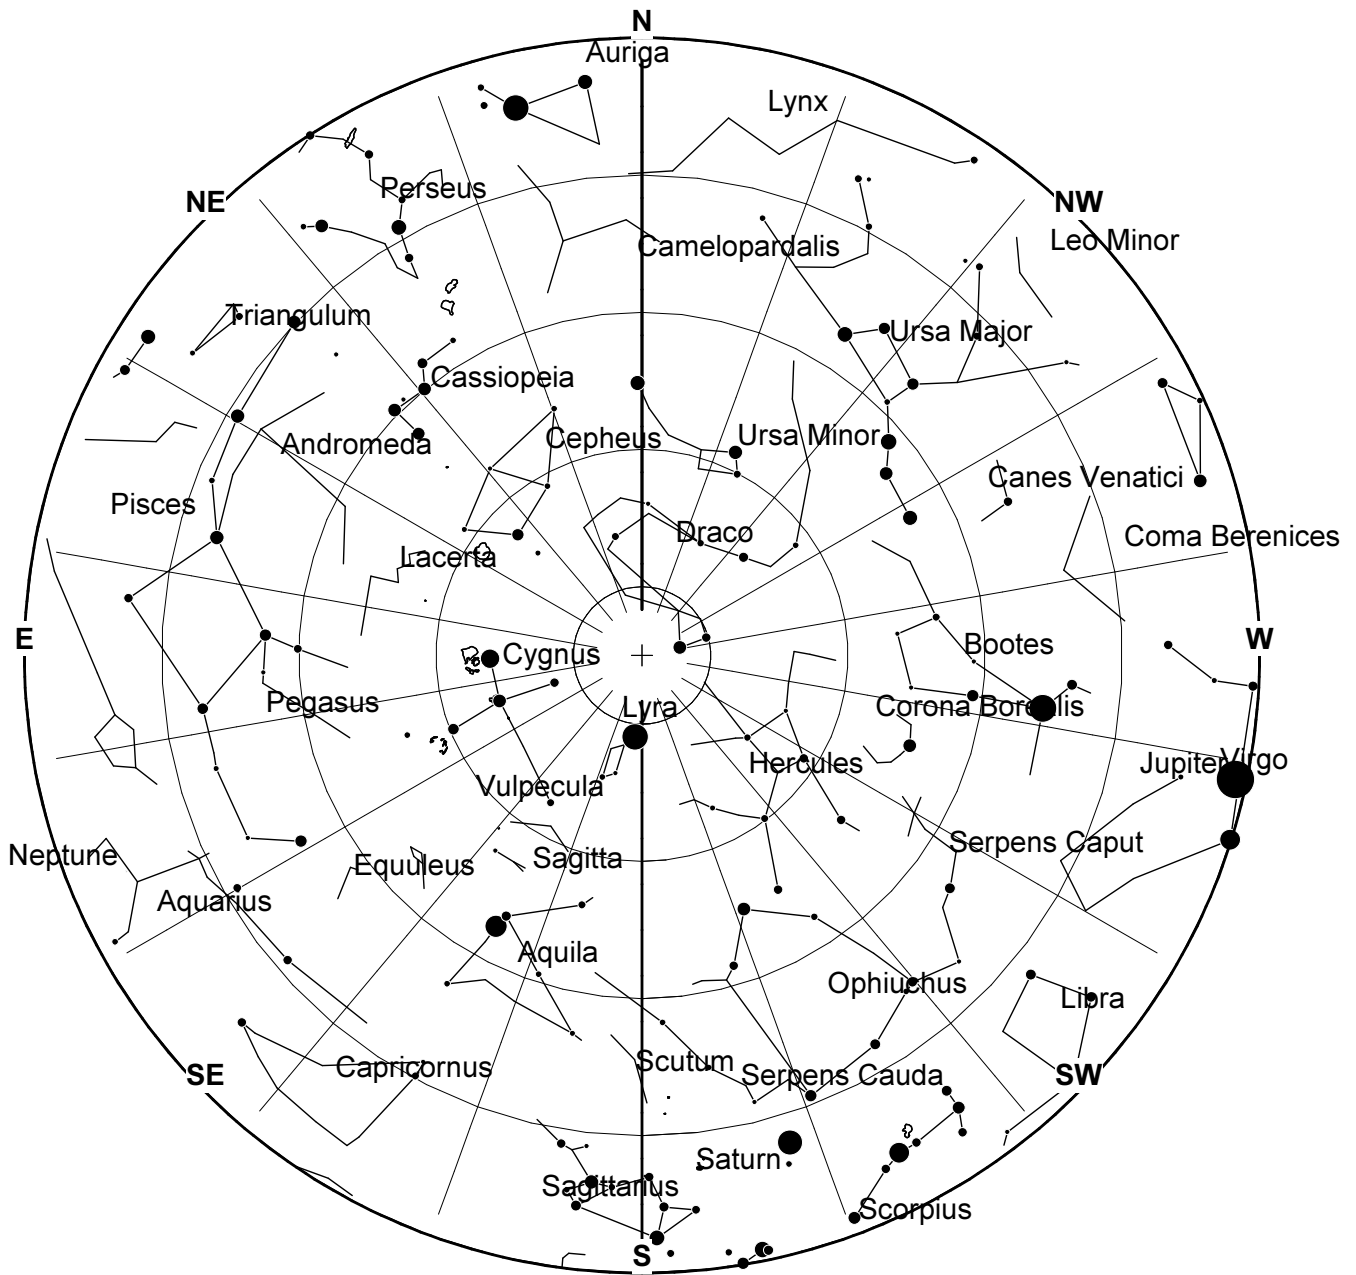 N
Auriga
Lynx
Perseus
NE
NW
Leo Minor
Camelopardalis
Triangulum
Ursa Major
Cassiopeia
Andromeda
Cepheus
Ursa Minor
Canes Venatici
Pisces
Draco
Coma Berenices
Lacerta
E
Cygnus
Bootes
W
Pegasus
Lyra
Corona Borealis
Vulpecula
Hercules
Jupiter
Virgo
Neptune
Equuleus
Sagitta
Serpens Caput
Aquarius
Aquila
Ophiuchus
Libra
SE
Capricornus
Scutum
Serpens Cauda
SW
Saturn
Sagittarius
Scorpius
S